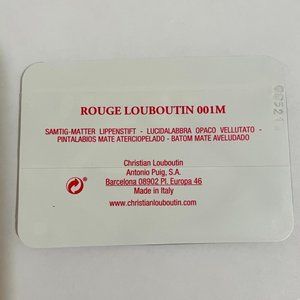 ROUGE LOUBOUTIN 001M
SAMTIG-MATTER LIPPENSTIFT - LUCIDALABBRA OPACO VELLUTATO -
PINTALABIOS MATE ATERCIOPELADO - BATOM MATE AVELUDADO
Christian Louboutin
Antonio Puig, S.A.
Barcelona 08902 Pl. Europa 46
Made in Italy
www.christianlouboutin.com